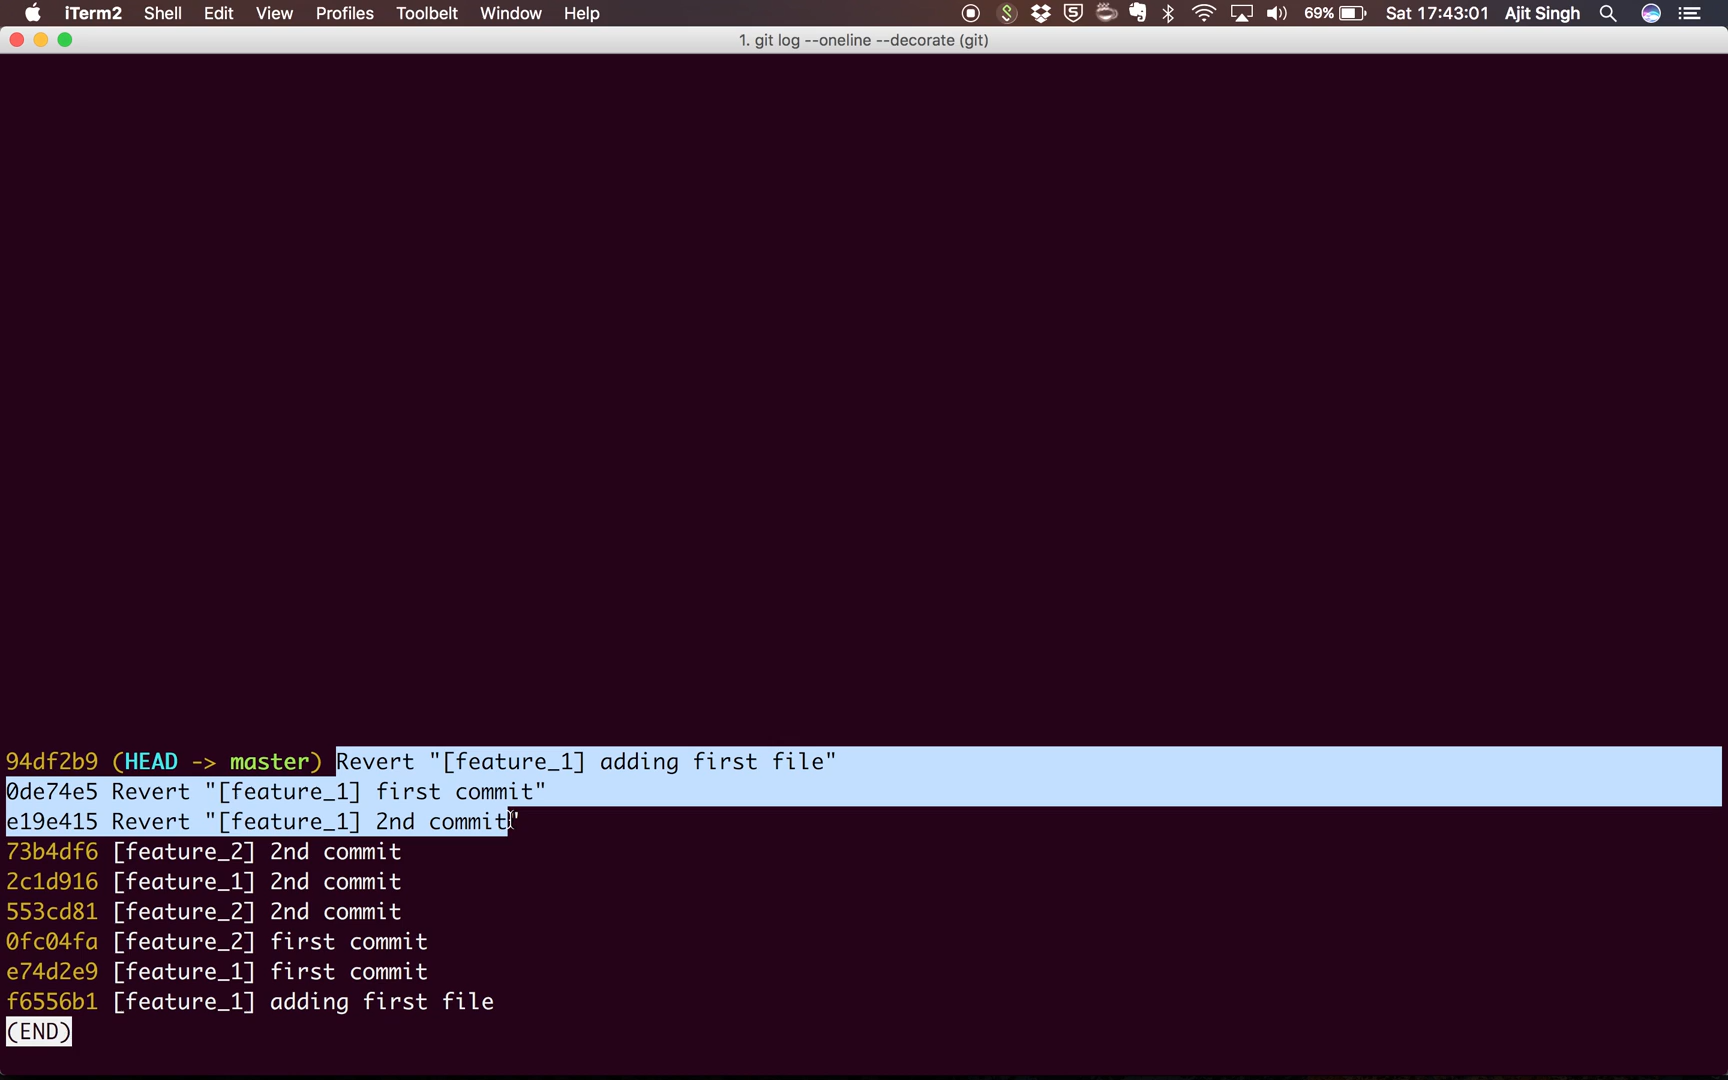 iTerm2 Shell Edit View Profiles Toolbelt Window Help 69% Sat 17:43:01 Ajit Singh
1. git log --oneline --decorate (git)
94df2b9 (HEAD -> master) Revert "[feature_1] adding first file"
0de74e5 Revert "[feature_1] first commit"
e19e415 Revert "[feature_1] 2nd commit"
73b4df6 [feature_2] 2nd commit
2c1d916 [feature_1] 2nd commit
553cd81 [feature_2] 2nd commit
0fc04fa [feature_2] first commit
e74d2e9 [feature_1] first commit
f6556b1 [feature_1] adding first file
(END)